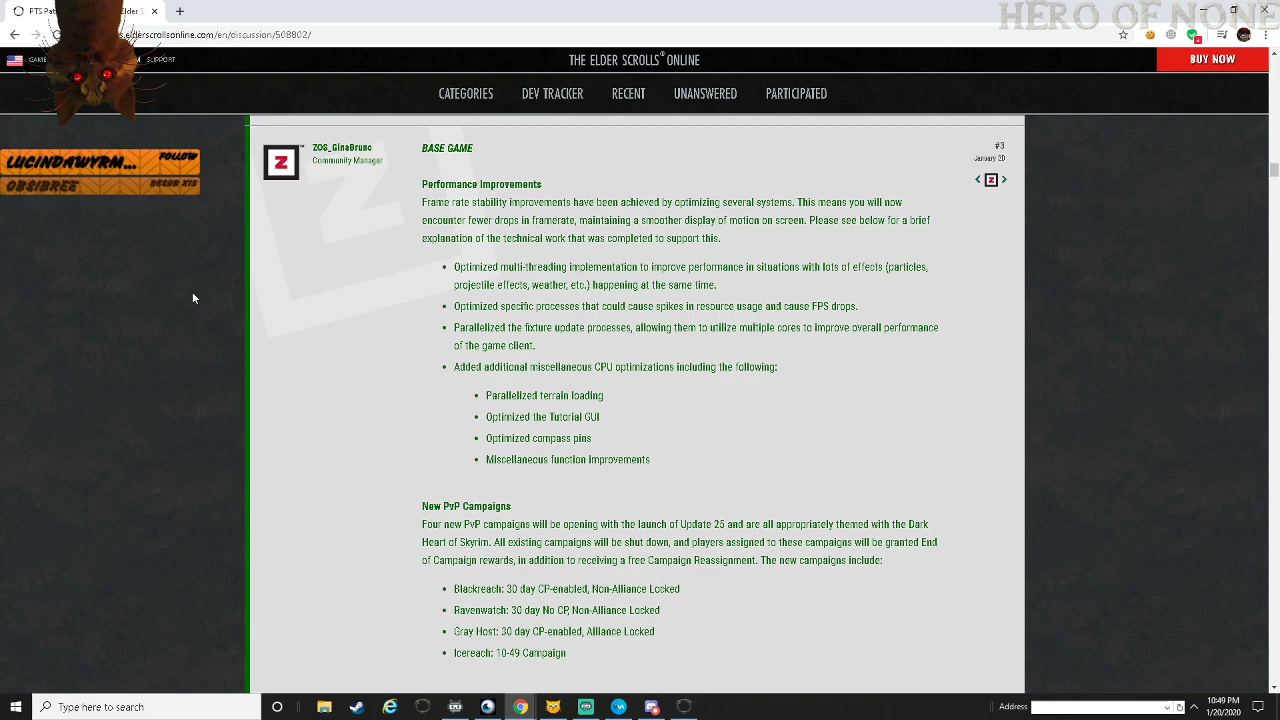 HERO OF NONE
PTS Pat
Elder S
derscrollsonline.com/en/discussion/508892/
GAME
SUPPORT
THE ELDER SCROLLS® ONLINE
BUY NOW
CATEGORIES DEV TRACKER RECENT UNANSWERED PARTICIPATED
LUCINDAWYRM... FOLLOW
OBSIBREE RESUB X15
Z
ZOS_GinaBruno
Community Manager
#3
January 20
< Z >
BASE GAME
Performance Improvements
Frame rate stability improvements have been achieved by optimizing several systems. This means you will now
encounter fewer drops in framerate, maintaining a smoother display of motion on screen. Please see below for a brief
explanation of the technical work that was completed to support this.
• Optimized multi-threading implementation to improve performance in situations with lots of effects (particles,
projectile effects, weather, etc.) happening at the same time.
• Optimized specific processes that could cause spikes in resource usage and cause FPS drops.
• Parallelized the fixture update processes, allowing them to utilize multiple cores to improve overall performance
of the game client.
• Added additional miscellaneous CPU optimizations including the following:
• Parallelized terrain loading
• Optimized the Tutorial GUI
• Optimized compass pins
• Miscellaneous function improvements
New PvP Campaigns
Four new PvP campaigns will be opening with the launch of Update 25 and are all appropriately themed with the Dark
Heart of Skyrim. All existing campaigns will be shut down, and players assigned to these campaigns will be granted End
of Campaign rewards, in addition to receiving a free Campaign Reassignment. The new campaigns include:
• Blackreach: 30 day CP-enabled, Non-Alliance Locked
• Ravenwatch: 30 day No CP, Non-Alliance Locked
• Gray Host: 30 day CP-enabled, Alliance Locked
• Icereach: 10-49 Campaign
Type here to search
Address
10:49 PM
1/20/2020